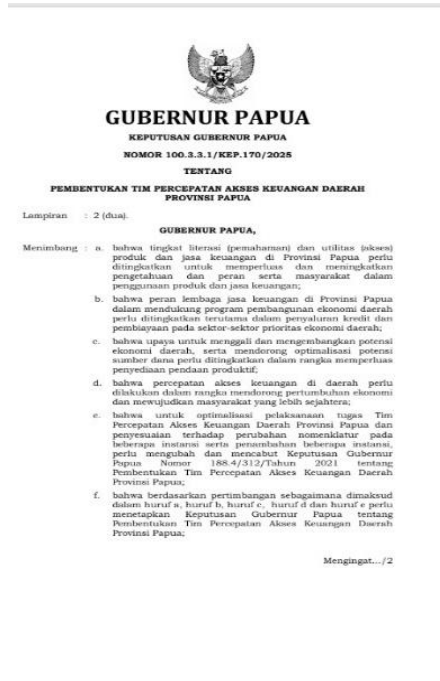 GUBERNUR PAPUA
KEPUTUSAN GUBERNUR PAPUA
NOMOR 100.3.3.1/KEP.170/2025
TENTANG
PEMBENTUKAN TIM PERCEPATAN AKSES KEUANGAN DAERAH
PROVINSI PAPUA
Lampiran : 2 (dua).
GUBERNUR PAPUA,
Menimbang : a. bahwa tingkat literasi (pemahaman) dan utilitas (akses)
produk dan jasa keuangan di Provinsi Papua perlu
ditingkatkan untuk memperluas dan meningkatkan
pengetahuan dan peran serta masyarakat dalam
penggunaan produk dan jasa keuangan;
b. bahwa peran lembaga jasa keuangan di Provinsi Papua
dalam mendukung program pembangunan ekonomi daerah
perlu ditingkatkan terutama dalam penyaluran kredit dan
pembiayaan pada sektor-sektor prioritas ekonomi daerah;
c. bahwa upaya untuk menggali dan mengembangkan potensi
ekonomi daerah, serta mendorong optimalisasi potensi
sumber dana perlu ditingkatkan dalam rangka memperluas
penyediaan pendaan produktif;
d. bahwa percepatan akses keuangan di daerah perlu
dilakukan dalam rangka mendorong pertumbuhan ekonomi
dan mewujudkan masyarakat yang lebih sejahtera;
e. bahwa untuk optimalisasi pelaksanaan tugas Tim
Percepatan Akses Keuangan Daerah Provinsi Papua dan
penyesuaian terhadap perubahan nomenklatur pada
beberapa instansi serta penambahan beberapa instansi,
perlu mengubah dan mencabut Keputusan Gubernur
Papua Nomor 188.4/312/Tahun 2021 tentang
Pembentukan Tim Percepatan Akses Keuangan Daerah
Provinsi Papua;
f. bahwa berdasarkan pertimbangan sebagaimana dimaksud
dalam huruf a, huruf b, huruf c, huruf d dan huruf e perlu
menetapkan Keputusan Gubernur Papua tentang
Pembentukan Tim Percepatan Akses Keuangan Daerah
Provinsi Papua;
Mengingat.../2